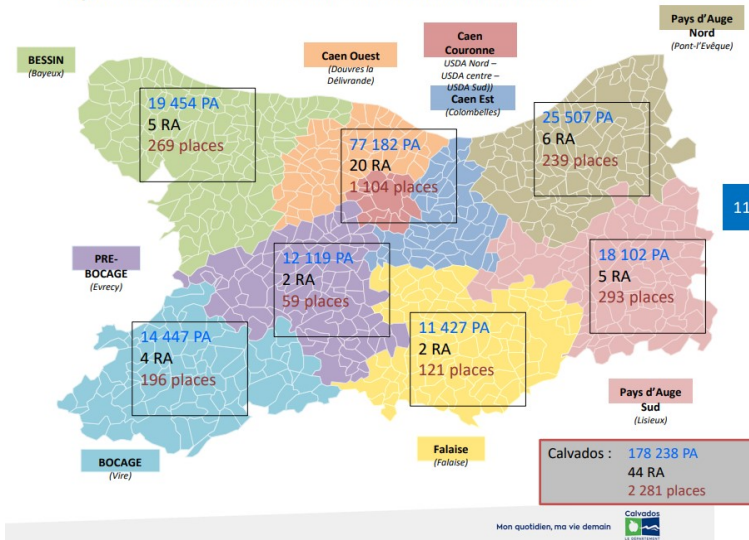 Pays d'Auge
Nord
(Pont-l'Evêque)
Caen
Couronne
USDA Nord –
USDA centre –
USDA Sud))
Caen Ouest
(Douvres la
Délivrande)
BESSIN
(Bayeux)
Caen Est
(Colombelles)
19 454 PA
5 RA
269 places
77 182 PA
20 RA
1 104 places
25 507 PA
6 RA
239 places
11
PRE-
BOCAGE
(Evrecy)
12 119 PA
2 RA
59 places
18 102 PA
5 RA
293 places
14 447 PA
4 RA
196 places
11 427 PA
2 RA
121 places
Pays d'Auge
Sud
(Lisieux)
BOCAGE
(Vire)
Falaise
(Falaise)
Calvados : 178 238 PA
44 RA
2 281 places
Mon quotidien, ma vie demain
Calvados
LE DÉPARTEMENT